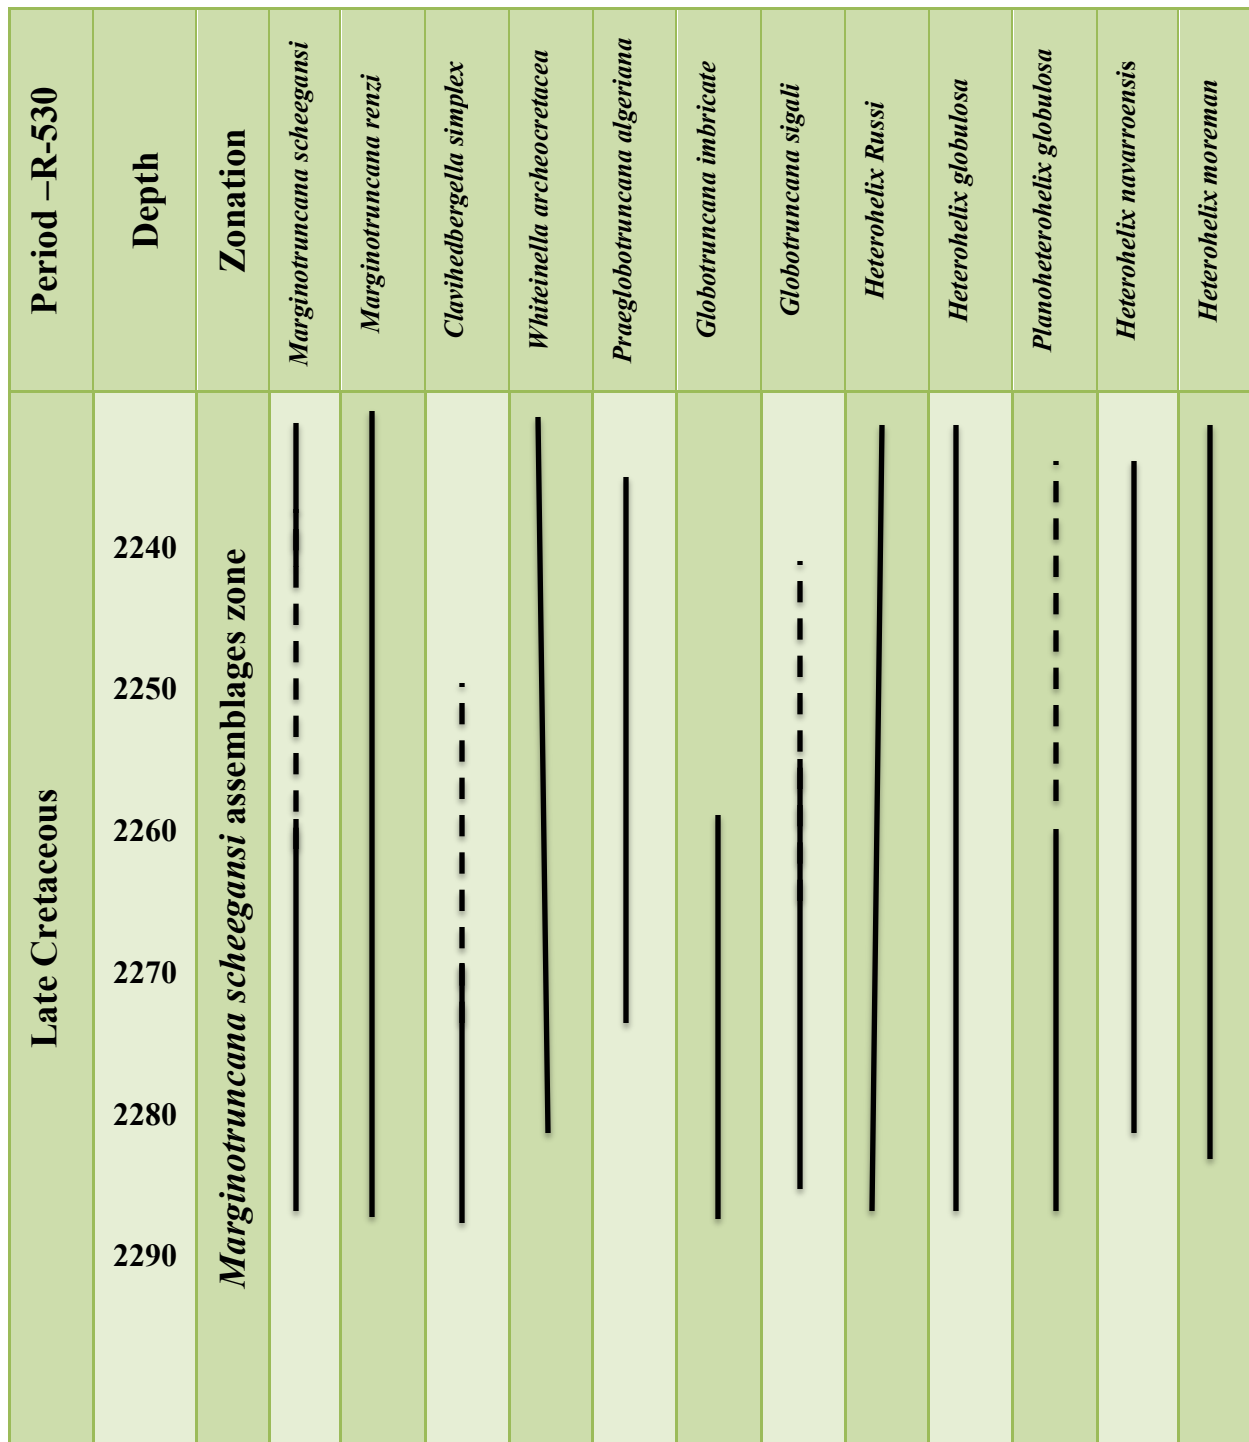 Period –R-530
Depth
Zonation
Marginotruncana scheegansi
Marginotruncana renzi
Clavihedbergella simplex
Whiteinella archeocretacea
Praeglobotruncana algeriana
Globotruncana imbricate
Globotruncana sigali
Heterohelix Russi
Heterohelix globulosa
Planoheterohelix globulosa
Heterohelix navarroensis
Heterohelix moreman
Late Cretaceous
2240
2250
2260
2270
2280
2290
Marginotruncana scheegansi assemblages zone